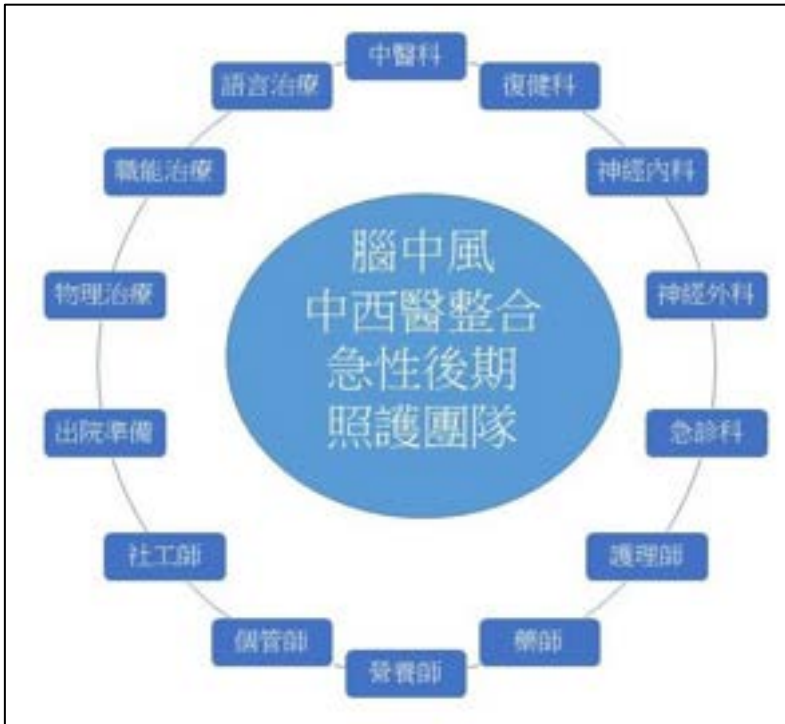 中醫科
復健科
神經內科
神經外科
急診科
護理師
藥師
營養師
個管師
社工師
出院準備
物理治療
職能治療
語言治療
腦中風
中西醫整合
急性後期
照護團隊